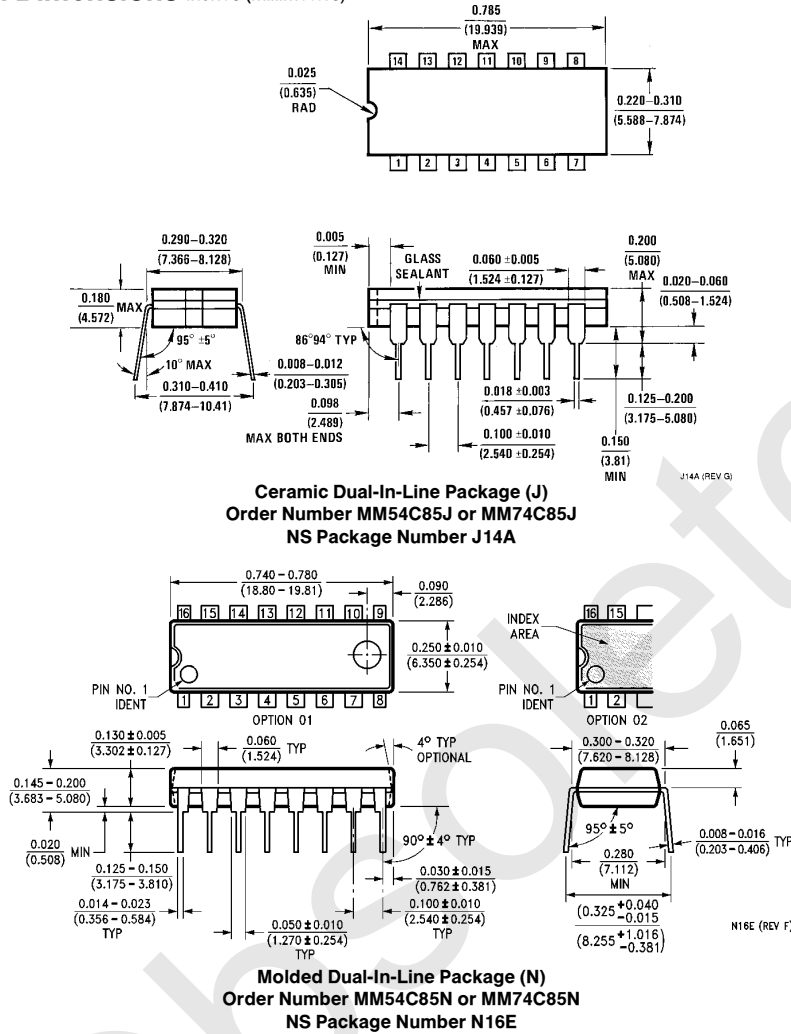 0.785
(19.939)
MAX
14 13 12 11 10 9 8
0.025
(0.635)
RAD
0.220–0.310
(5.588–7.874)
1 2 3 4 5 6 7
0.290–0.320
(7.366–8.128)
0.180
(4.572)
MAX
95° ±5°
10° MAX
0.008–0.012
(0.203–0.305)
0.310–0.410
(7.874–10.41)
0.005
(0.127)
MIN
GLASS
SEALANT
0.060 ±0.005
(1.524 ±0.127)
0.200
(5.080)
MAX
0.020–0.060
(0.508–1.524)
86°94° TYP
0.098
(2.489)
MAX BOTH ENDS
0.018 ±0.003
(0.457 ±0.076)
0.100 ±0.010
(2.540 ±0.254)
0.125–0.200
(3.175–5.080)
0.150
(3.81)
MIN
J14A (REV G)
Ceramic Dual-In-Line Package (J)
Order Number MM54C85J or MM74C85J
NS Package Number J14A
0.740 – 0.780
(18.80 – 19.81)
0.090
(2.286)
16 15 14 13 12 11 10 9
0.250 ± 0.010
(6.350 ± 0.254)
PIN NO. 1
IDENT
1 2 3 4 5 6 7 8
OPTION 01
INDEX
AREA
16 15
PIN NO. 1
IDENT
1 2
OPTION 02
0.130 ± 0.005
(3.302 ± 0.127)
0.060
(1.524)
TYP
4° TYP
OPTIONAL
0.145 – 0.200
(3.683 – 5.080)
0.020
(0.508)
MIN
0.125 – 0.150
(3.175 – 3.810)
0.014 – 0.023
(0.356 – 0.584)
TYP
0.050 ± 0.010
(1.270 ± 0.254)
TYP
90° ± 4° TYP
0.030 ± 0.015
(0.762 ± 0.381)
0.100 ± 0.010
(2.540 ± 0.254)
TYP
0.300 – 0.320
(7.620 – 8.128)
0.065
(1.651)
95° ± 5°
0.280
(7.112)
MIN
0.008 – 0.016
(0.203 – 0.406)
TYP
(0.325 +0.040 −0.015
(8.255 +1.016 −0.381)
N16E (REV F)
Molded Dual-In-Line Package (N)
Order Number MM54C85N or MM74C85N
NS Package Number N16E